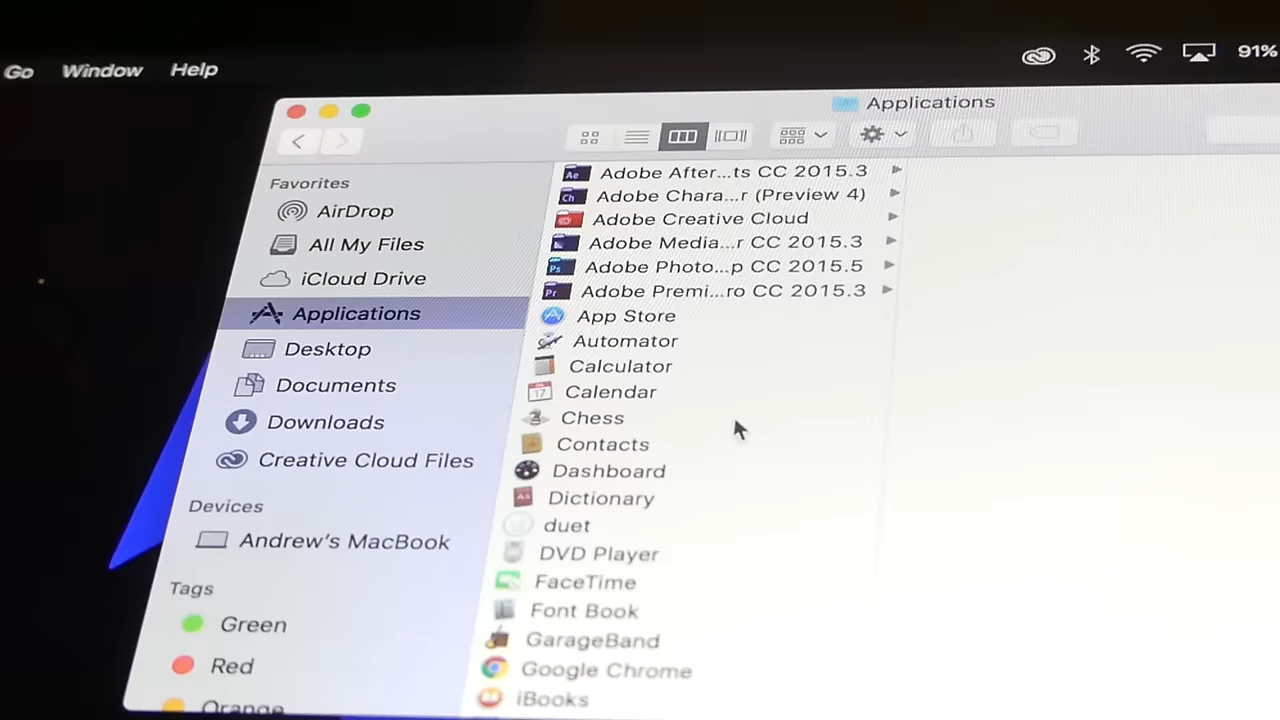 Go Window Help 91%
Applications
Favorites
AirDrop
All My Files
iCloud Drive
Applications
Desktop
Documents
Downloads
Creative Cloud Files
Devices
Andrew's MacBook
Tags
Green
Red
Orange
Adobe After...ts CC 2015.3
Adobe Chara...r (Preview 4)
Adobe Creative Cloud
Adobe Media...r CC 2015.3
Adobe Photo...p CC 2015.5
Adobe Premi...ro CC 2015.3
App Store
Automator
Calculator
Calendar
Chess
Contacts
Dashboard
Dictionary
duet
DVD Player
FaceTime
Font Book
GarageBand
Google Chrome
iBooks